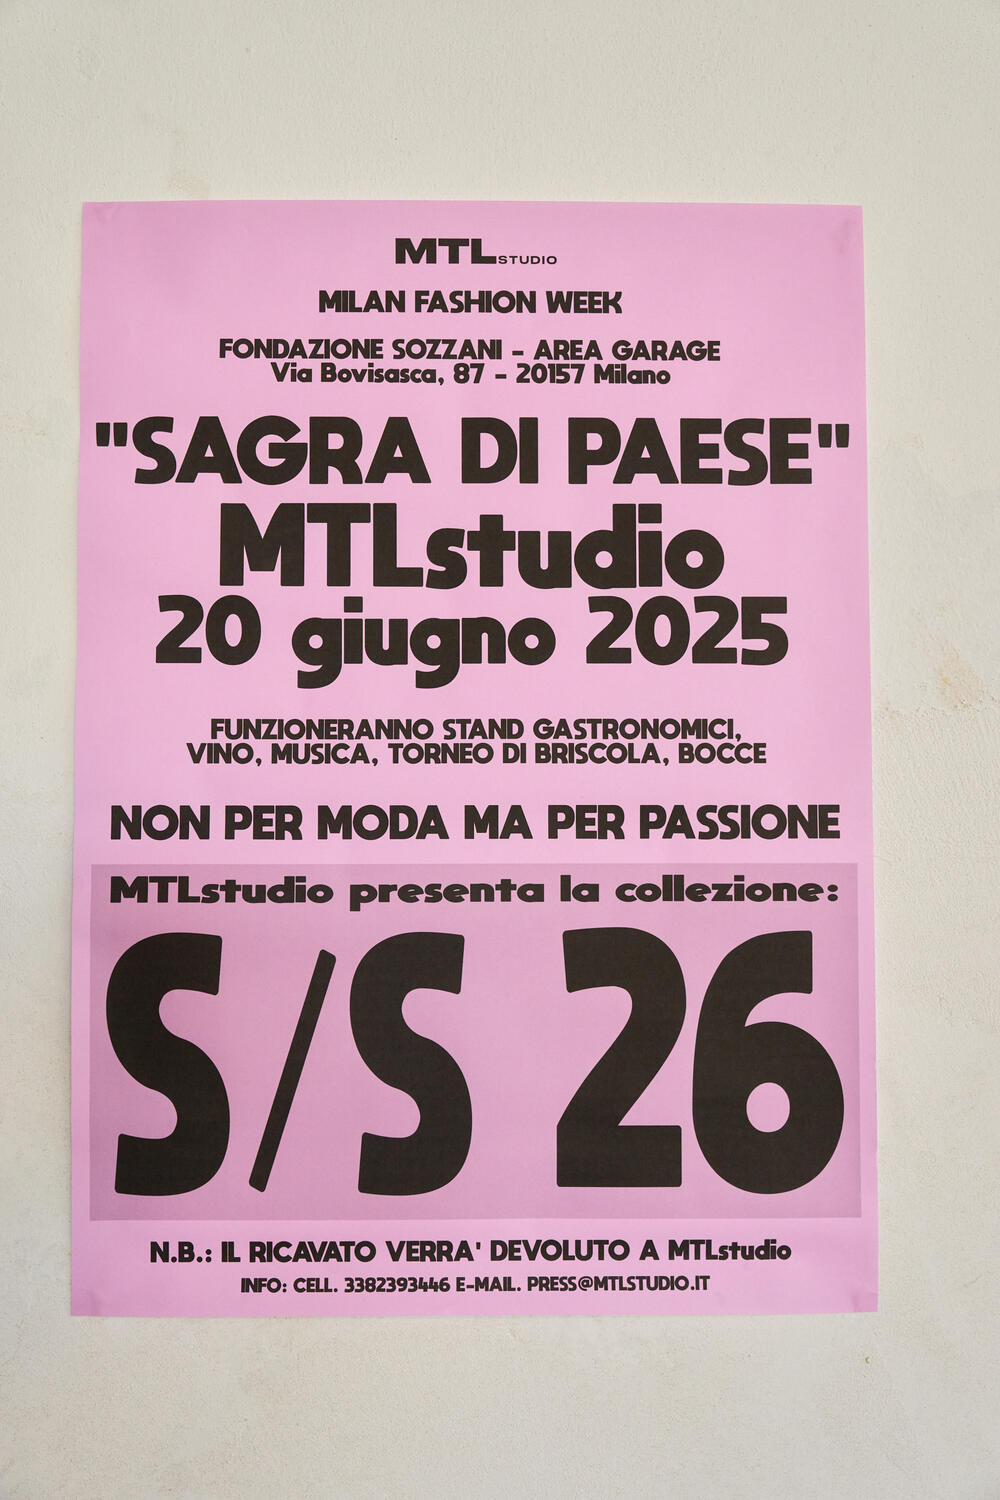 MTLSTUDIO
MILAN FASHION WEEK
FONDAZIONE SOZZANI - AREA GARAGE
Via Bovisasca, 87 - 20157 Milano
"SAGRA DI PAESE"
MTLstudio
20 giugno 2025
FUNZIONERANNO STAND GASTRONOMICI,
VINO, MUSICA, TORNEO DI BRISCOLA, BOCCE
NON PER MODA MA PER PASSIONE
MTLstudio presenta la collezione:
S/S 26
N.B.: IL RICAVATO VERRA' DEVOLUTO A MTLstudio
INFO: CELL. 3382393446 E-MAIL. PRESS@MTLSTUDIO.IT